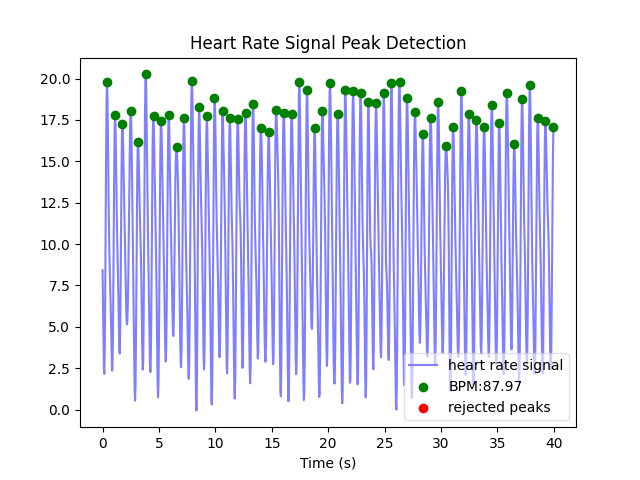 Heart Rate Signal Peak Detection
20.0
17.5
15.0
12.5
10.0
7.5
5.0
2.5
0.0
heart rate signal
BPM:87.97
rejected peaks
0 5 10 15 20 25 30 35 40
Time (s)